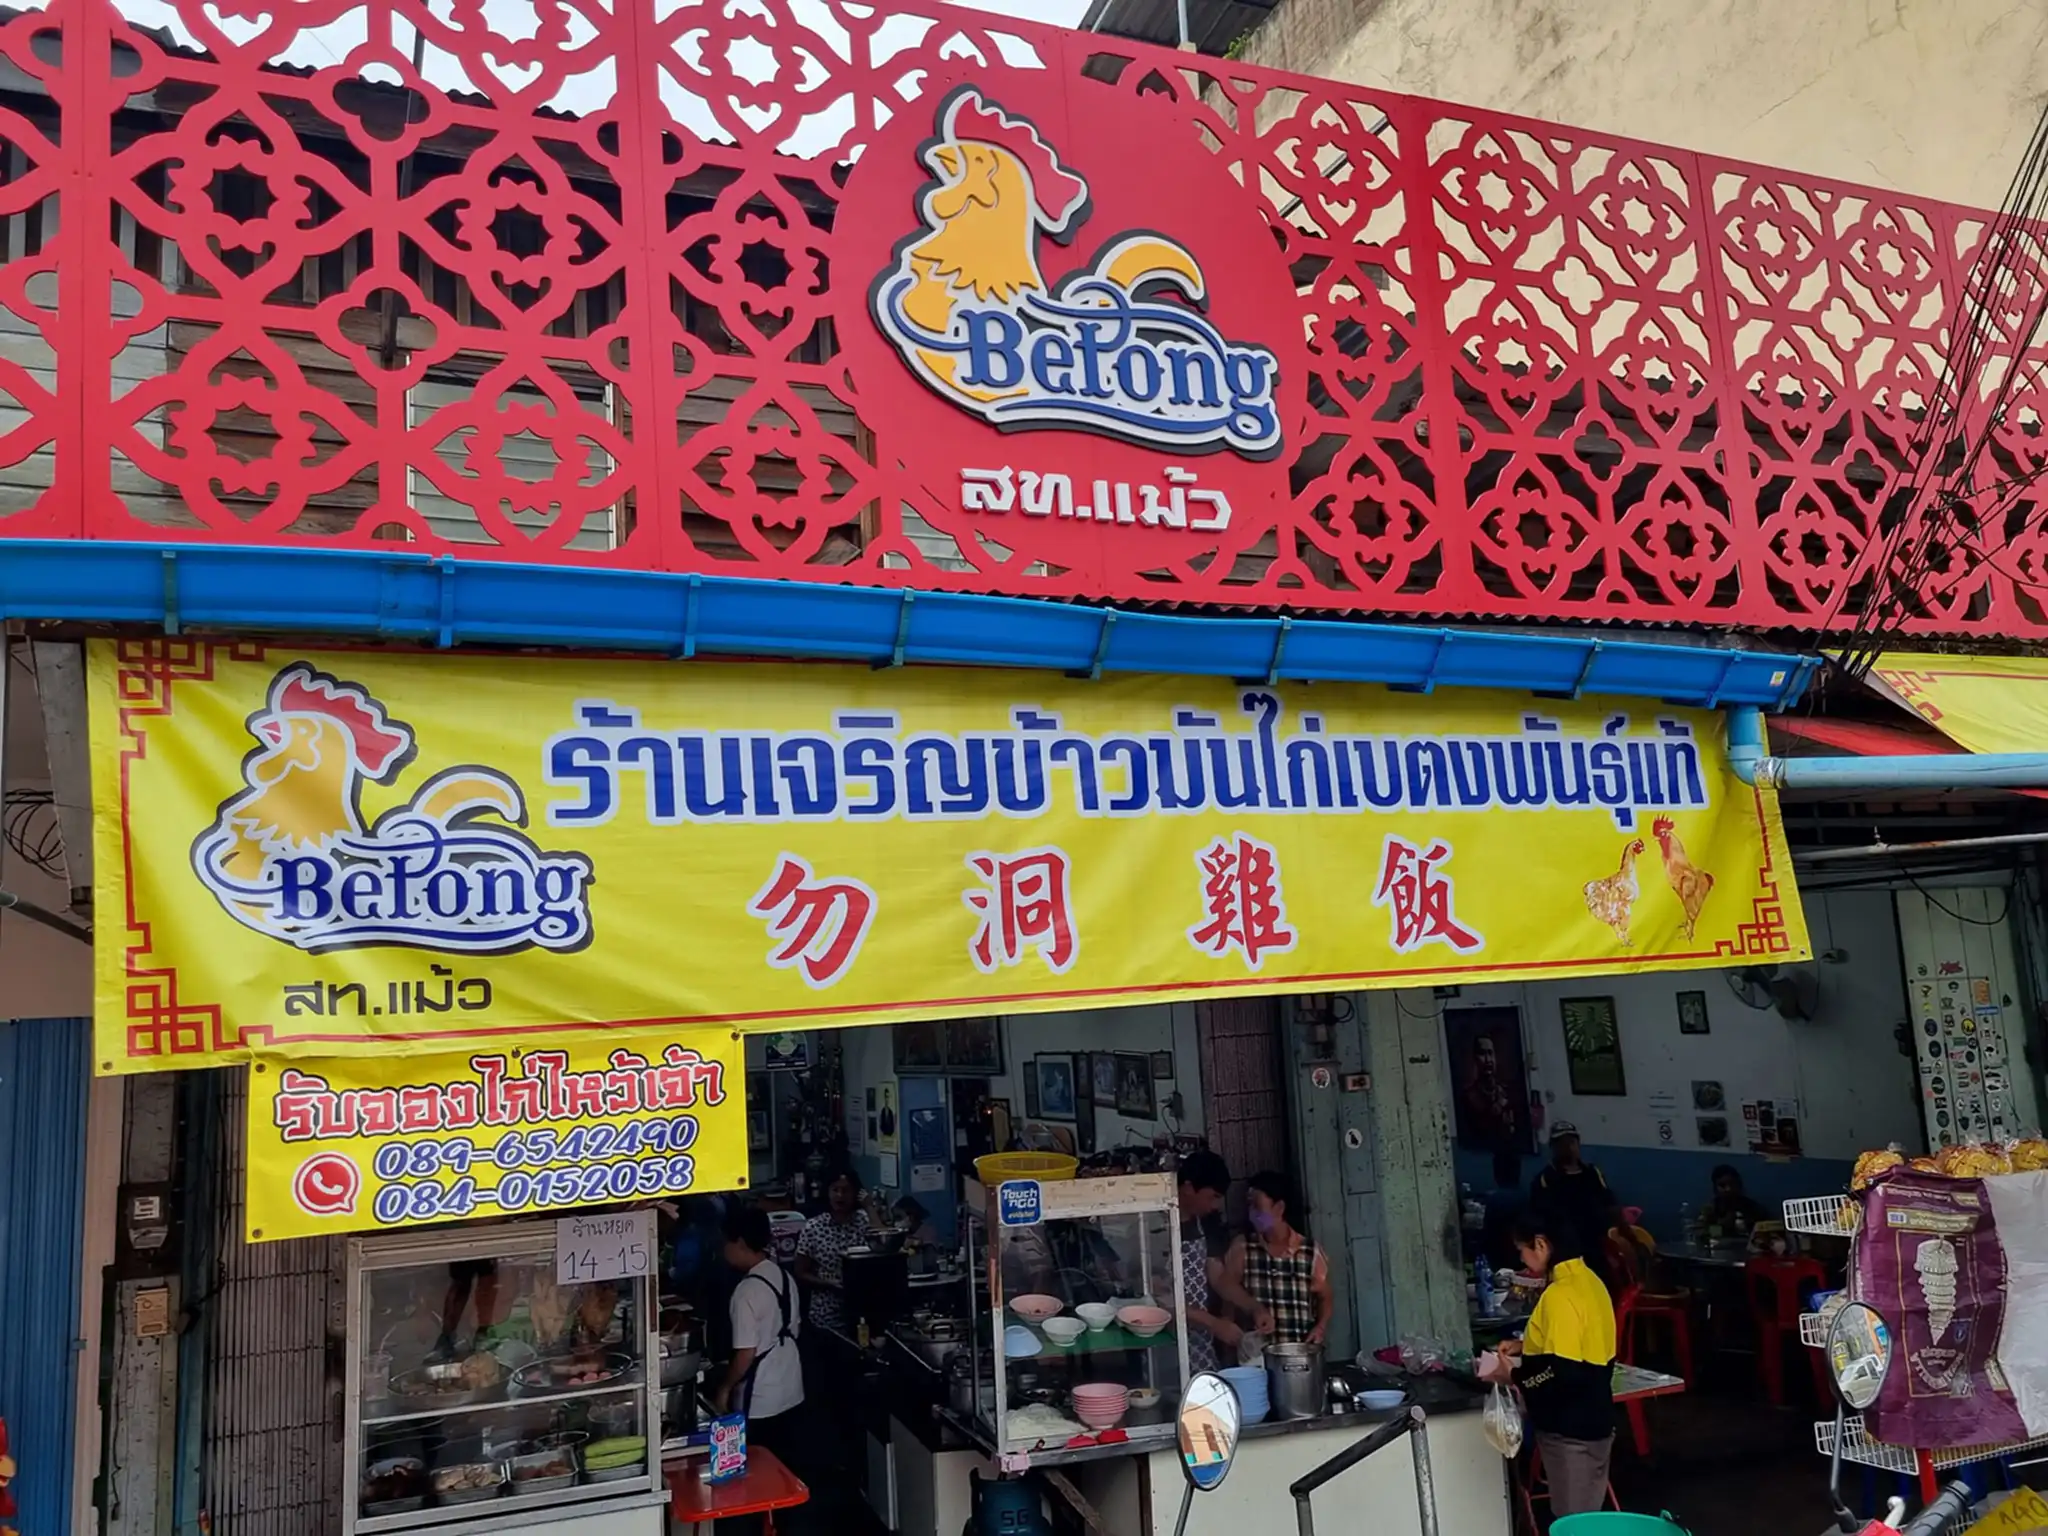 Betong
สท.แม้ว
ร้านเจริญข้าวมันไก่เบตงพันธุ์แท้
勿洞雞飯
Betong
สท.แม้ว
รับจองไก่ไหว้เจ้า
089-6542490
084-0152058
ร้านหยุด
14-15
Touch
SG